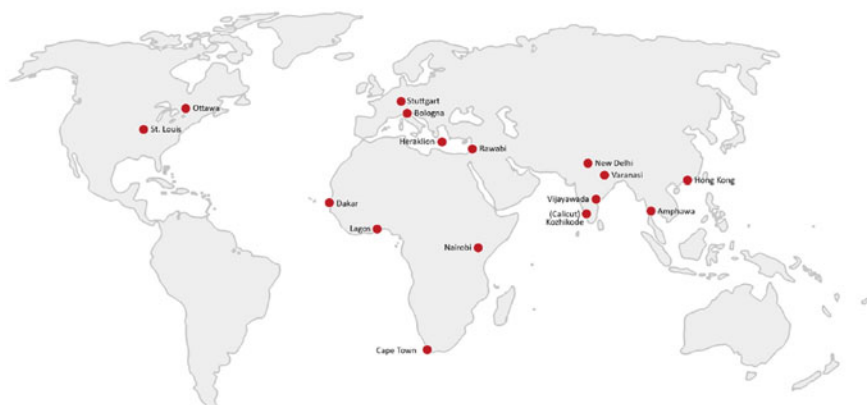 Ottawa
St. Louis
Stuttgart
Bologna
Heraklion
Rawabi
New Delhi
Varanasi
Hong Kong
Vijayawada
(Calicut)
Kozhikode
Amphawa
Dakar
Lagos
Nairobi
Cape Town